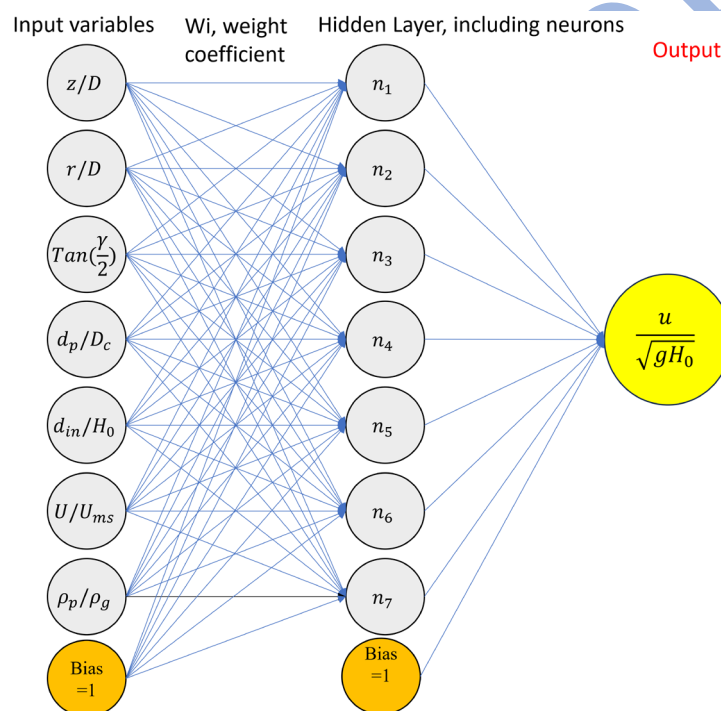 Input variables
Wi, weight
coefficient
Hidden Layer, including neurons
Output
z/D
r/D
Tan(γ/2)
d_p/D_c
d_in/H_0
U/U_ms
ρ_p/ρ_g
Bias
=1
n_1
n_2
n_3
n_4
n_5
n_6
n_7
Bias
=1
u/√gH_0